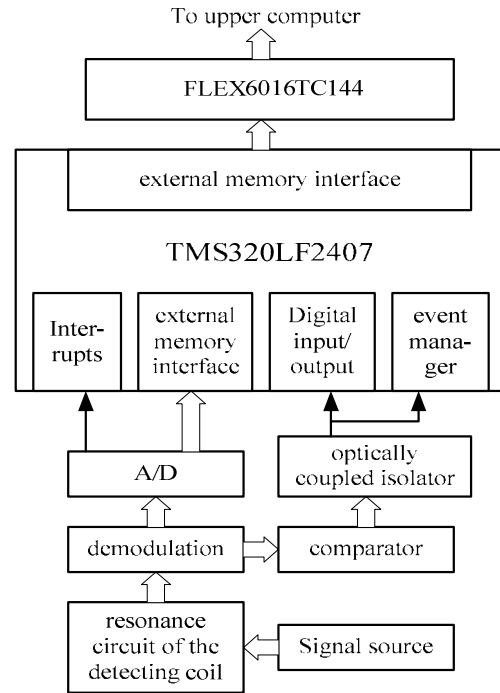 To upper computer
FLEX6016TC144
external memory interface
TMS320LF2407
Inter-
rupts
external
memory
interface
Digital
input/
output
event
mana-
ger
A/D
optically
coupled isolator
demodulation
comparator
resonance
circuit of the
detecting coil
Signal source